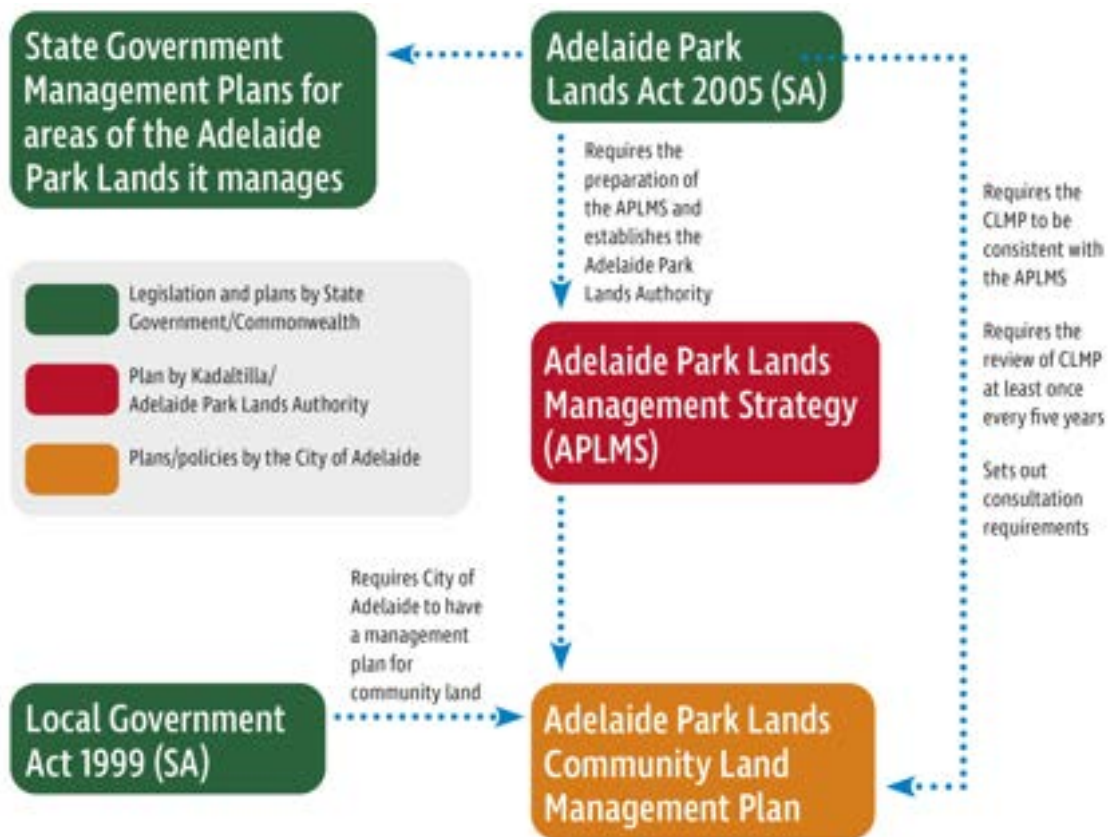 State Government
Management Plans for
areas of the Adelaide
Park Lands it manages
Adelaide Park
Lands Act 2005 (SA)
Requires the
preparation of
the APLMS and
establishes the
Adelaide Park
Lands Authority
Requires the
CLMP to be
consistent with
the APLMS
Requires the
review of CLMP
at least once
every five years
Sets out
consultation
requirements
Legislation and plans by State
Government/Commonwealth
Plan by Kadaltilla/
Adelaide Park Lands Authority
Plans/policies by the City of Adelaide
Adelaide Park Lands
Management Strategy
(APLMS)
Requires City of
Adelaide to have
a management
plan for
community land
Local Government
Act 1999 (SA)
Adelaide Park Lands
Community Land
Management Plan